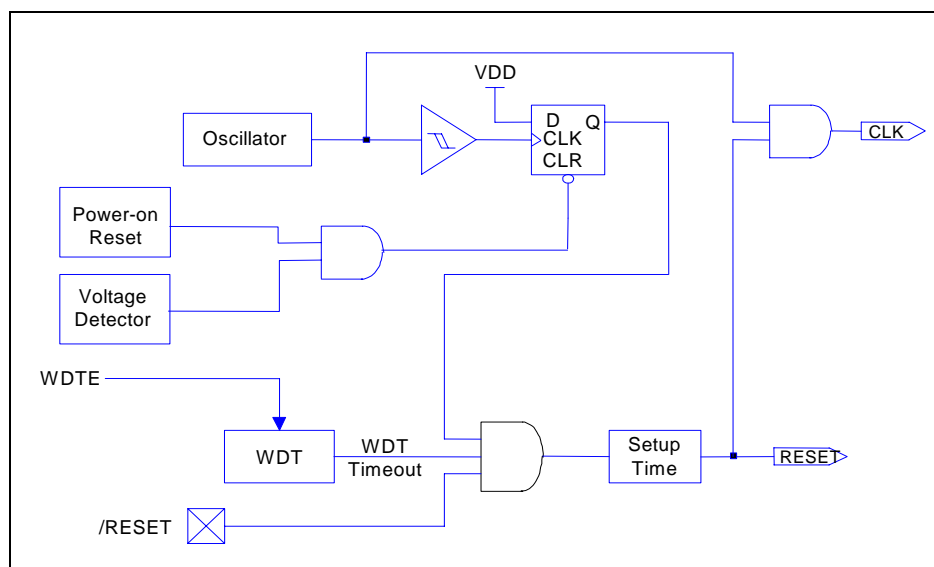 VDD
Oscillator
D Q
CLK
CLR
CLK
Power-on
Reset
Voltage
Detector
WDTE
WDT
WDT
Timeout
Setup
Time
RESET
/RESET